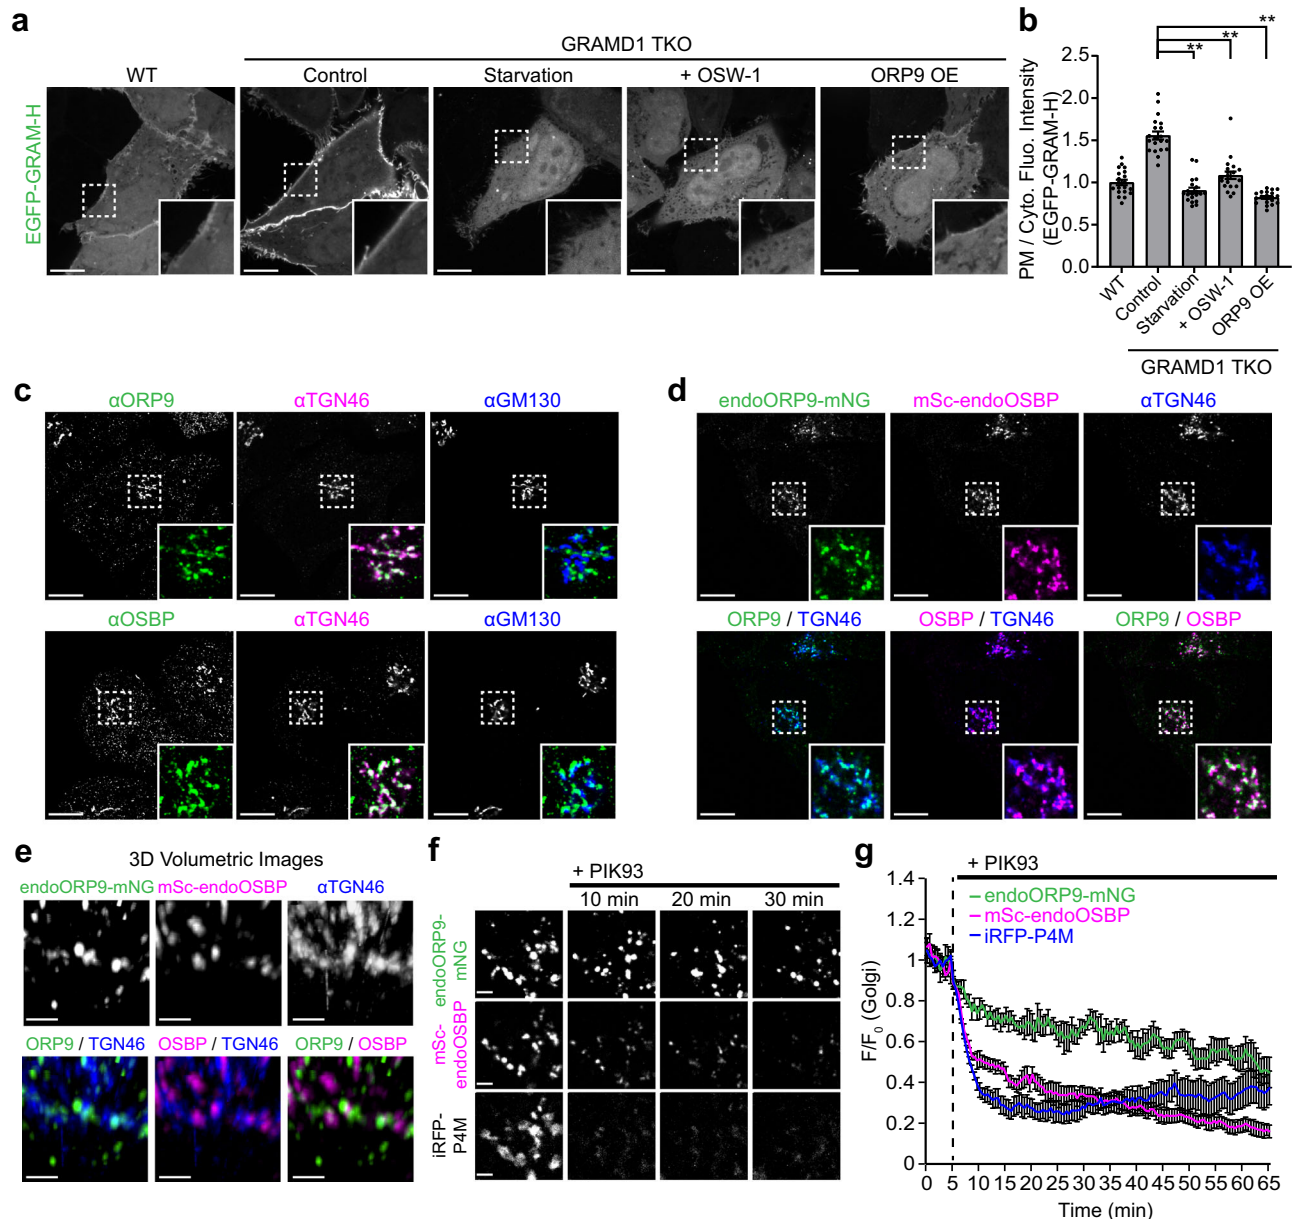 a
GRAMD1 TKO
WT
Control
Starvation
+ OSW-1
ORP9 OE
EGFP-GRAM-H
b
**
**
**
PM / Cyto. Fluo. Intensity
(EGFP-GRAM-H)
2.5
2.0
1.5
1.0
0.5
0.0
WT
Control
Starvation
+ OSW-1
ORP9 OE
GRAMD1 TKO
c
αORP9
αTGN46
αGM130
αOSBP
αTGN46
αGM130
d
endoORP9-mNG
mSc-endoOSBP
αTGN46
ORP9 / TGN46
OSBP / TGN46
ORP9 / OSBP
e
3D Volumetric Images
endoORP9-mNG
mSc-endoOSBP
αTGN46
ORP9 / TGN46
OSBP / TGN46
ORP9 / OSBP
f
+ PIK93
10 min
20 min
30 min
endoORP9-
mNG
mSc-
endoOSBP
iRFP-
P4M
g
+ PIK93
endoORP9-mNG
mSc-endoOSBP
iRFP-P4M
F/F0 (Golgi)
1.4
1.2
1
0.8
0.6
0.4
0.2
0
0 5 10 15 20 25 30 35 40 45 50 55 60 65
Time (min)